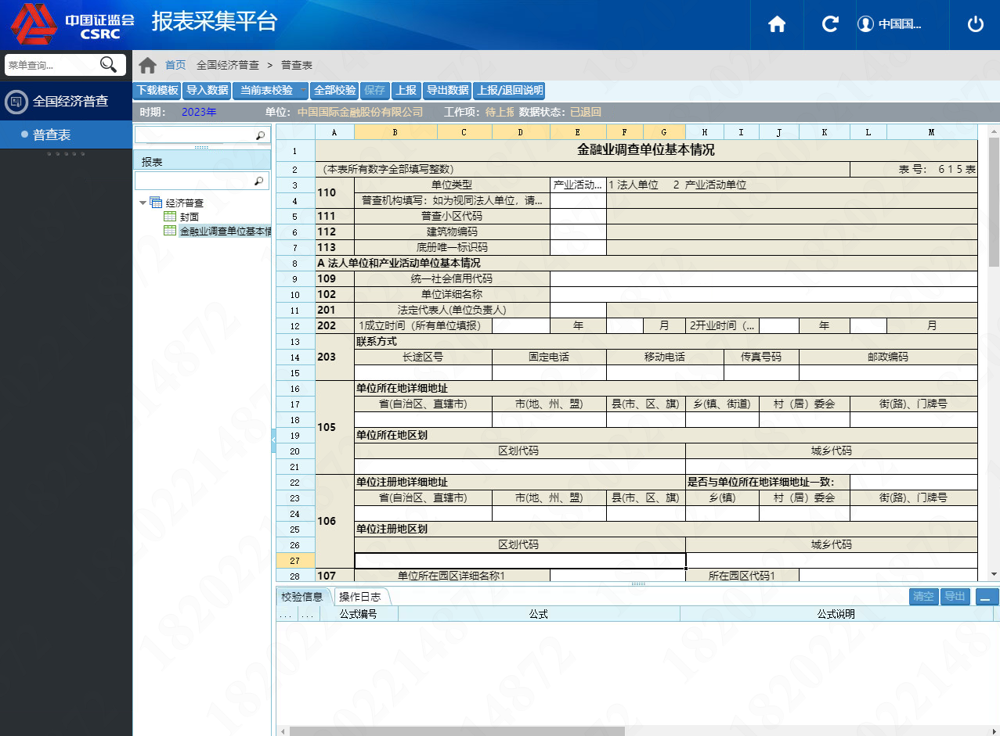 中国证监会 CSRC 报表采集平台 中国国...
菜单查询...
首页 全国经济普查 > 普查表
全国经济普查
普查表
下载模板 导入数据 当前表校验 全部校验 保存 上报 导出数据 上报/退回说明
时期： 2023年 单位：中国国际金融股份有限公司 工作项：待上报 数据状态：已退回
报表
经济普查
封面
金融业调查单位基本情
A B C D E F G H I J K L M
1 金融业调查单位基本情况
2 （本表所有数字全部填写整数） 表 号： 6 1 5 表
3 110 单位类型 产业活动... 1 法人单位 2 产业活动单位
4 普查机构填写：如为视同法人单位，请...
5 111 普查小区代码
6 112 建筑物编码
7 113 底册唯一标识码
8 A 法人单位和产业活动单位基本情况
9 109 统一社会信用代码
10 102 单位详细名称
11 201 法定代表人(单位负责人)
12 202 1成立时间（所有单位填报） 年 月 2开业时间（... 年 月
13 联系方式
14 203 长途区号 固定电话 移动电话 传真号码 邮政编码
15
16 单位所在地详细地址
17 省(自治区、直辖市) 市(地、州、盟) 县(市、区、旗) 乡(镇、街道) 村（居）委会 街(路)、门牌号
18
105
19 单位所在地区划
20 区划代码 城乡代码
21
22 单位注册地详细地址 是否与单位所在地详细地址一致：
23 省(自治区、直辖市) 市(地、州、盟) 县(市、区、旗) 乡(镇) 村（居）委会 街(路)、门牌号
24
106
25 单位注册地区划
26 区划代码 城乡代码
27
28 107 单位所在园区详细名称1 所在园区代码1
校验信息 操作日志 清空 导出
... ... 公式编号 公式 公式说明
18202214872